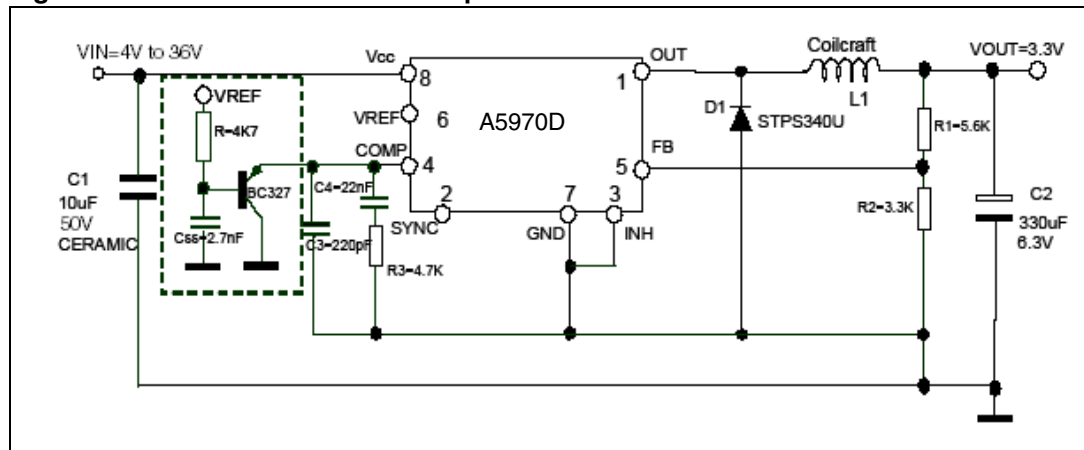 VIN=4V to 36V
VREF
R=4K7
BC327
Css=2.7nF
C1
10uF
50V
CERAMIC
Vcc
8
VREF
6
A5970D
COMP
4
C4=22nF
C3=220pF
R3=4.7K
SYNC
2
7
GND
3
INH
OUT
1
FB
5
D1
STPS340U
Coilcraft
L1
VOUT=3.3V
R1=5.6K
R2=3.3K
C2
330uF
6.3V